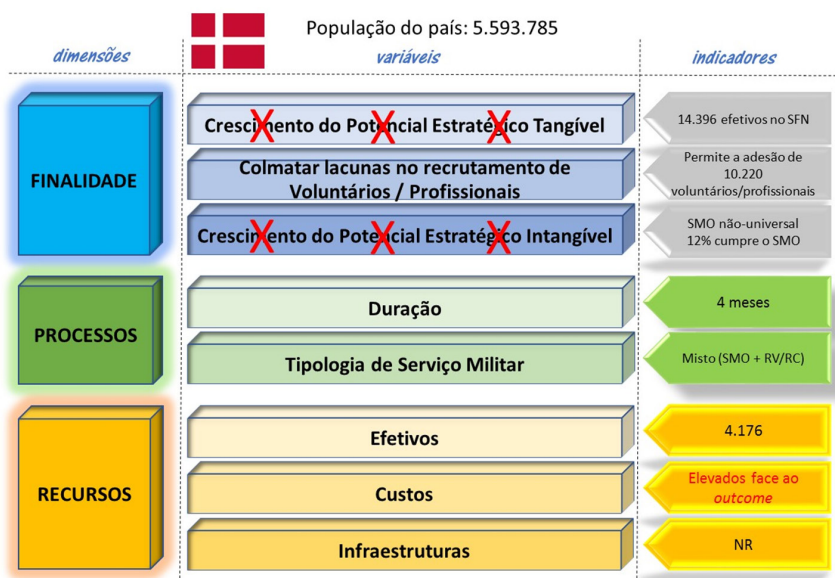 População do país: 5.593.785
dimensões
variáveis
indicadores
FINALIDADE
Crescimento do Potencial Estratégico Tangível
14.396 efetivos no SFN
Colmatar lacunas no recrutamento de
Voluntários / Profissionais
Permite a adesão de
10.220
voluntários/profissionais
Crescimento do Potencial Estratégico Intangível
SMO não-universal
12% cumpre o SMO
PROCESSOS
Duração
4 meses
Tipologia de Serviço Militar
Misto (SMO + RV/RC)
RECURSOS
Efetivos
4.176
Custos
Elevados face ao
outcome
Infraestruturas
NR